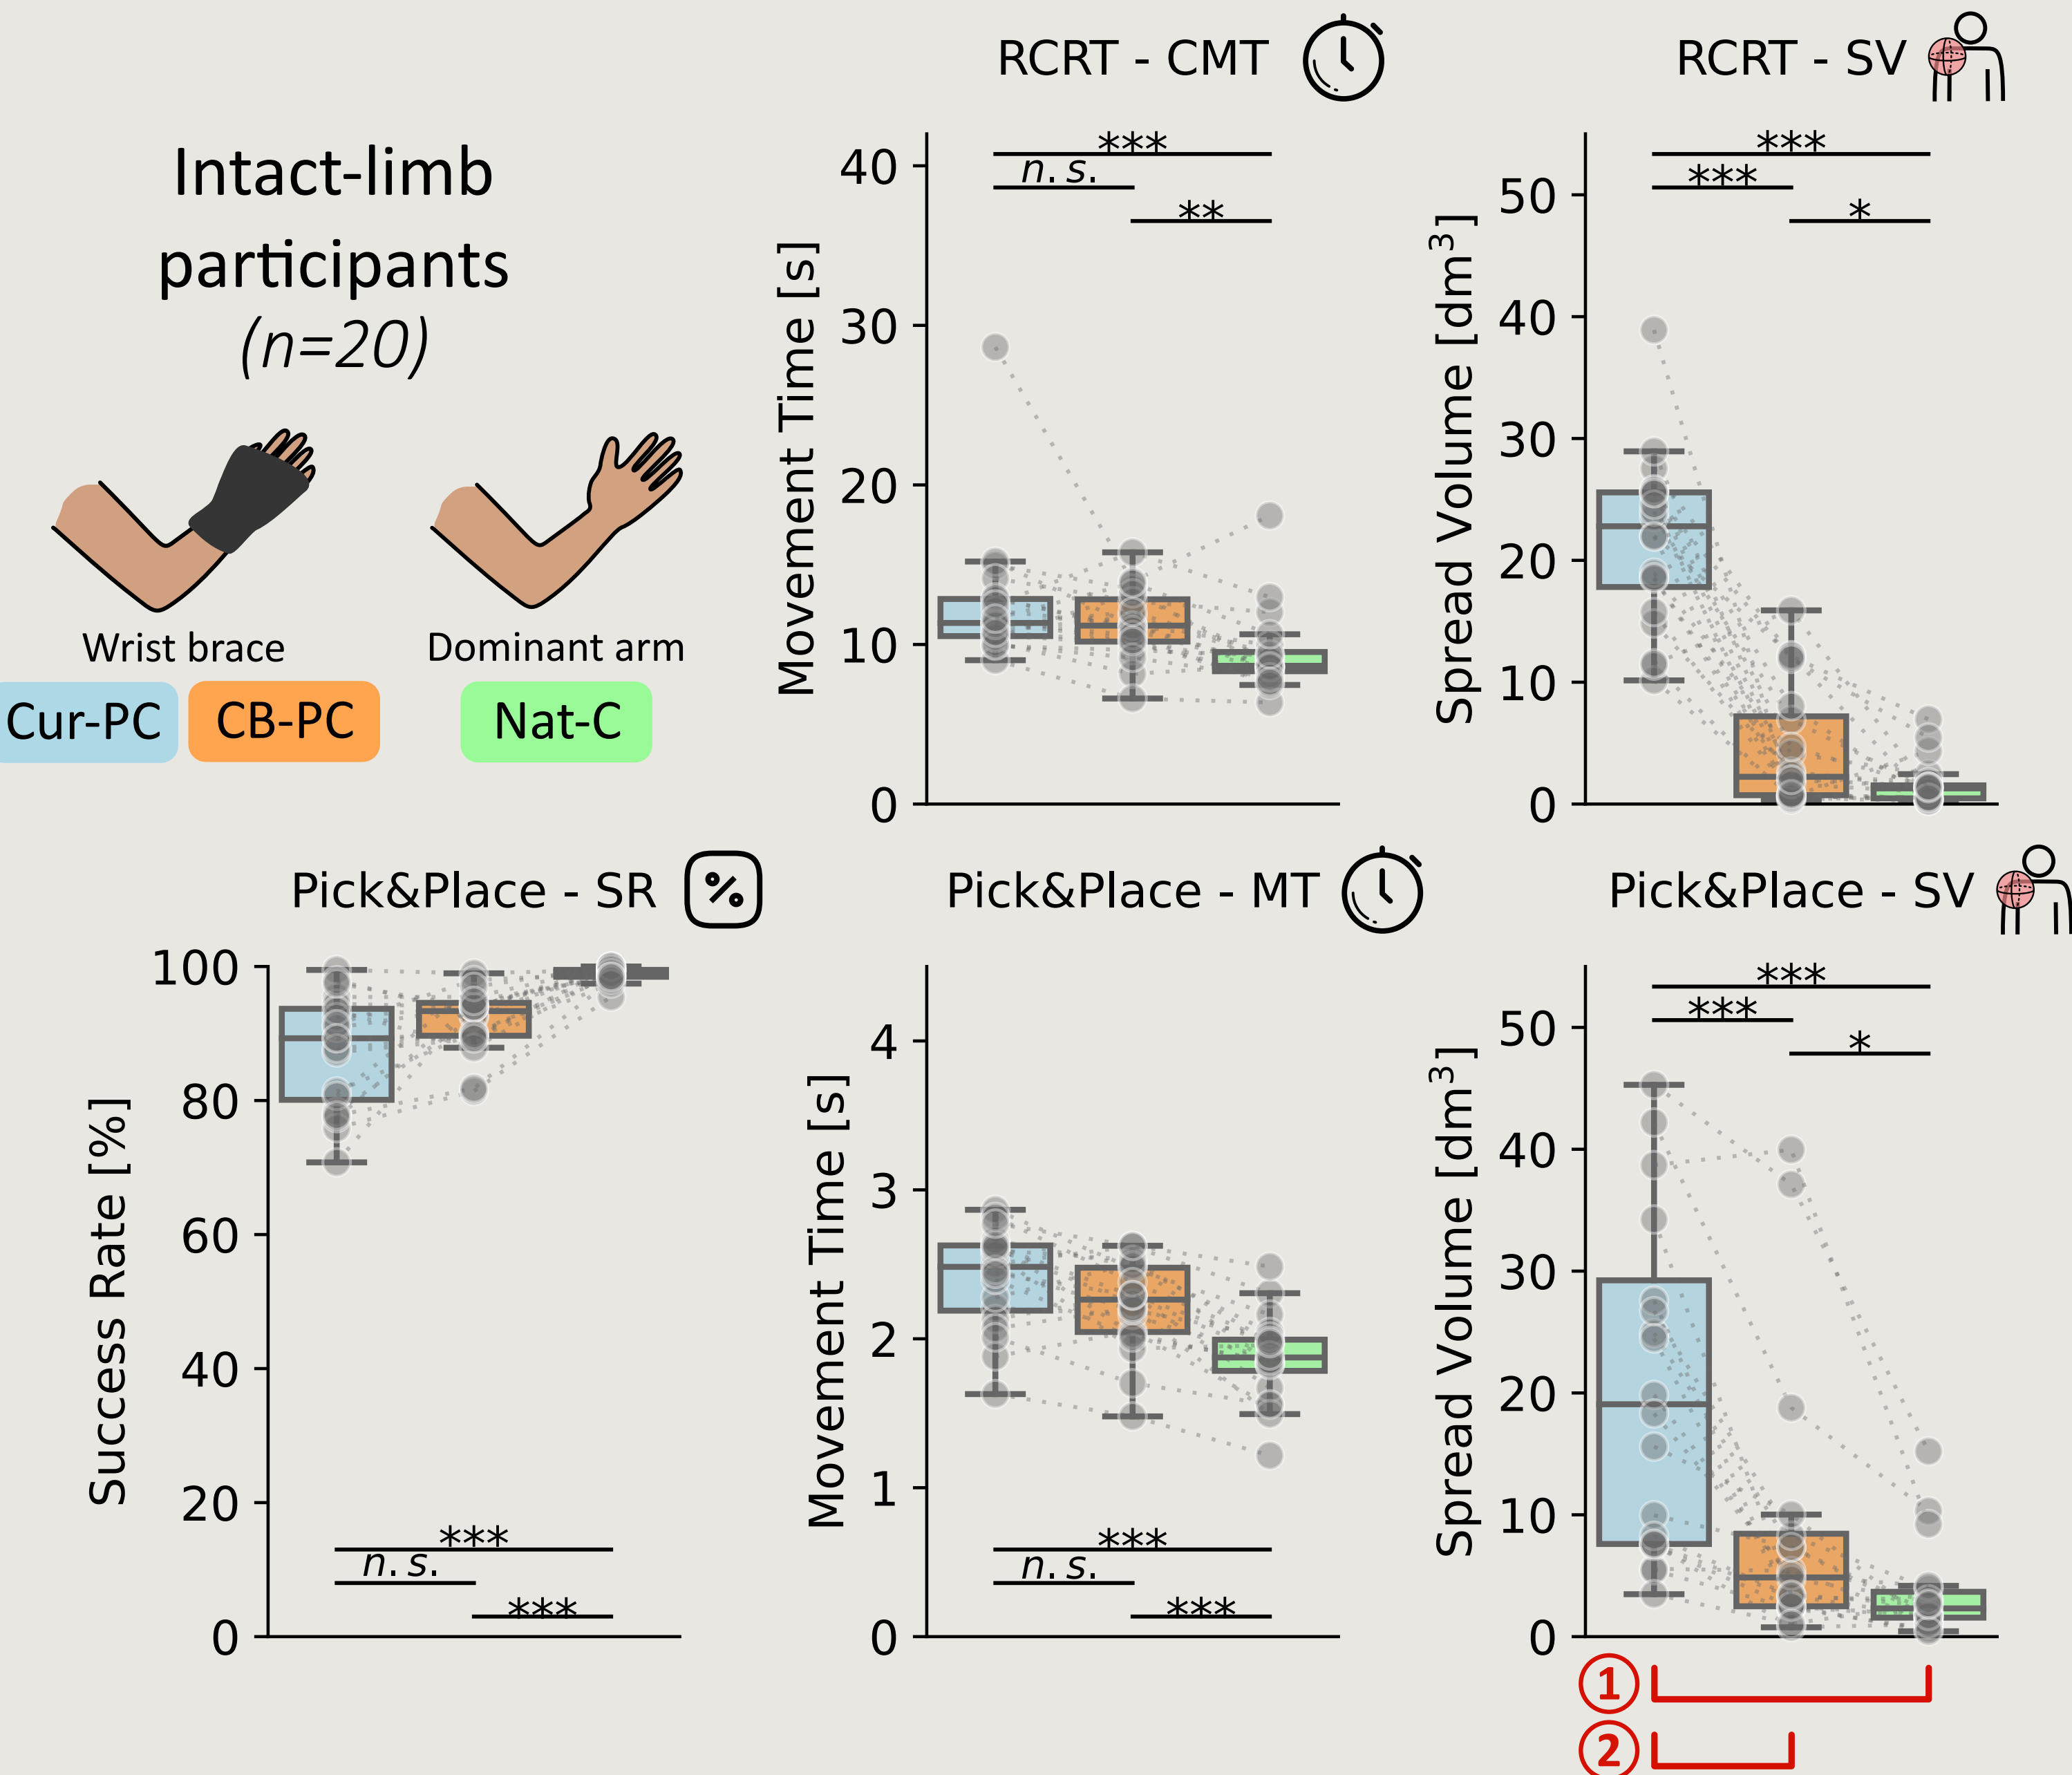 Intact-limb
participants
(n=20)
Wrist brace
Dominant arm
Cur-PC
CB-PC
Nat-C
RCRT - CMT
Movement Time [s]
40
30
20
10
0
***
n.s.
**
RCRT - SV
Spread Volume [dm³]
50
40
30
20
10
0
***
***
*
Pick&Place - SR
%
Success Rate [%]
100
80
60
40
20
0
***
n.s.
***
Pick&Place - MT
Movement Time [s]
4
3
2
1
0
***
n.s.
***
Pick&Place - SV
Spread Volume [dm³]
50
40
30
20
10
0
***
***
*
1
2